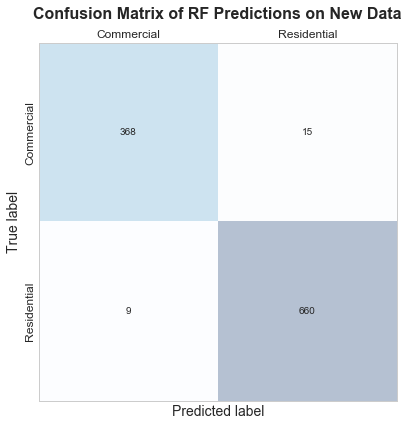 Confusion Matrix of RF Predictions on New Data
Commercial Residential
Commercial
368 15
True label
Residential
9 660
Predicted label